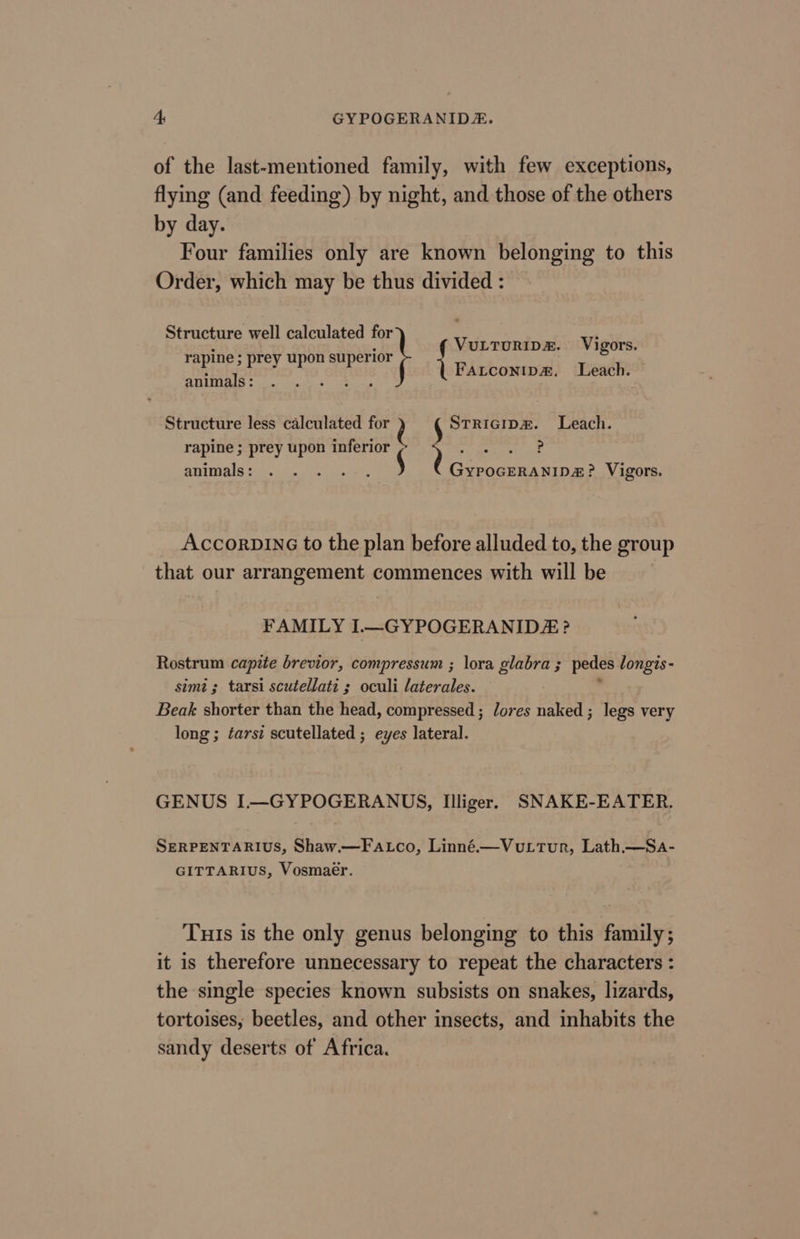 4 GYPOGERANIDÆ.
of the last-mentioned family, with few exceptions,
flying (and feeding) by night, and those of the others
by day.
Four families only are known belonging to this
Order, which may be thus divided :
Structure well calculated for
rapine ; prey upon superior
animals: . . . . .
VULTURIDÆ. Vigors.
FALCONIDÆ. Leach.
Structure less calculated for
rapine ; prey upon inferior
animals: . . . . .
STRIGIDÆ. Leach.
. . . . ?
GYPOGERANIDÆ ? Vigors.
ACCORDING to the plan before alluded to, the group
that our arrangement commences with will be
FAMILY I.—GYPOGERANIDÆ ?
Rostrum capite brevior, compressum ; lora glabra ; pedes longis-
simi ; tarsi scutellati ; oculi laterales.
Beak shorter than the head, compressed ; lores naked ; legs very
long ; tarsi scutellated ; eyes lateral.
GENUS I.—GYPOGERANUS, Illiger. SNAKE-EATER.
SERPENTARIUS, Shaw.—FALCO, Linné.—VULTUR, Lath.—SA-
GITTARIUS, Vosmaër.
THIS is the only genus belonging to this family;
it is therefore unnecessary to repeat the characters :
the single species known subsists on snakes, lizards,
tortoises, beetles, and other insects, and inhabits the
sandy deserts of Africa.